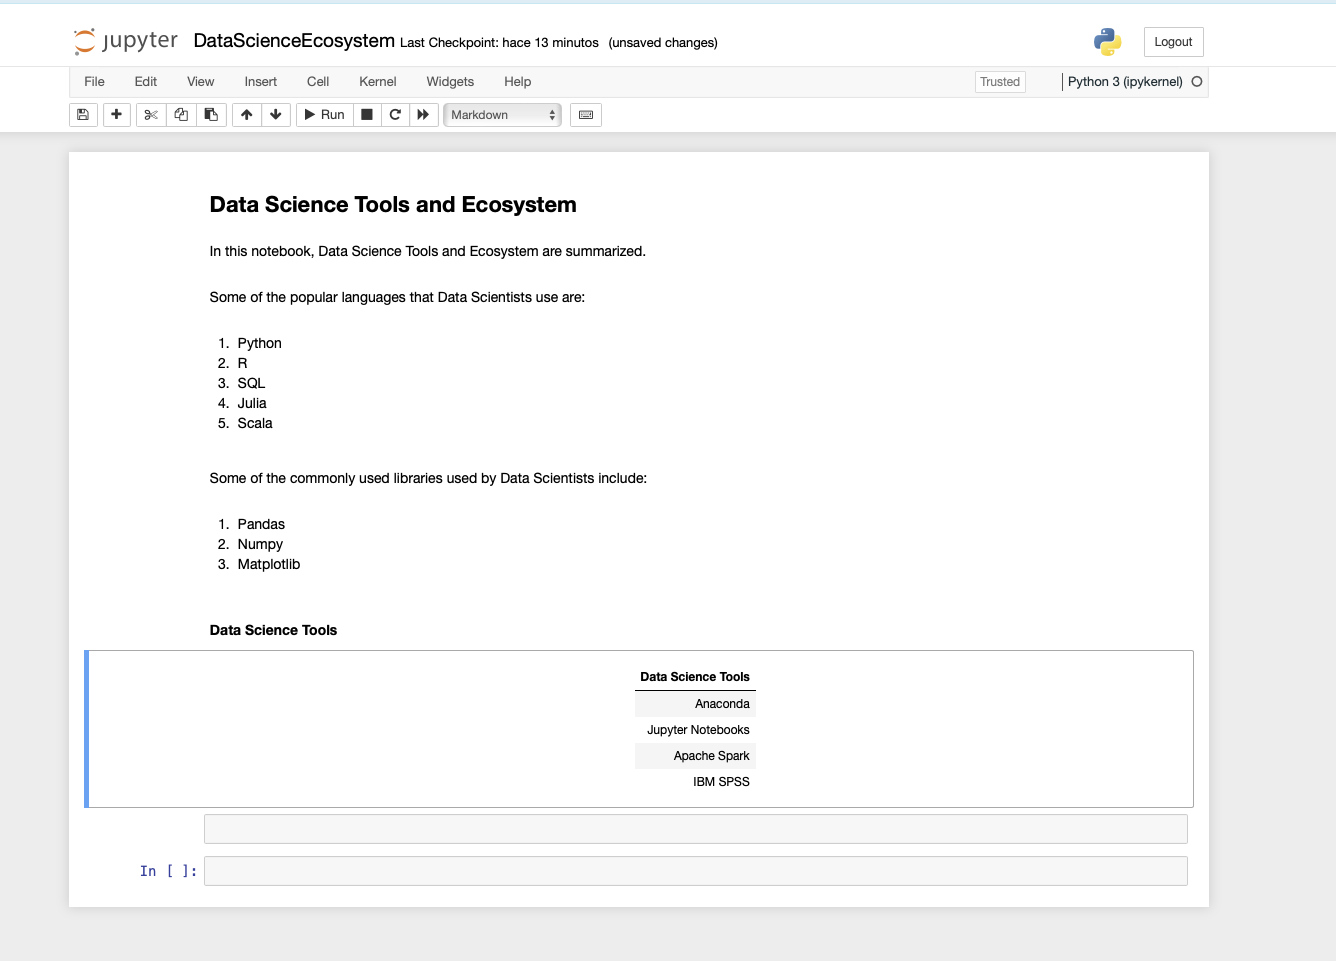 jupyter DataScienceEcosystem Last Checkpoint: hace 13 minutos (unsaved changes) Logout
File Edit View Insert Cell Kernel Widgets Help Trusted Python 3 (ipykernel)
Run Markdown
Data Science Tools and Ecosystem
In this notebook, Data Science Tools and Ecosystem are summarized.
Some of the popular languages that Data Scientists use are:
1. Python
2. R
3. SQL
4. Julia
5. Scala
Some of the commonly used libraries used by Data Scientists include:
1. Pandas
2. Numpy
3. Matplotlib
Data Science Tools
Data Science Tools
Anaconda
Jupyter Notebooks
Apache Spark
IBM SPSS
In [ ]: